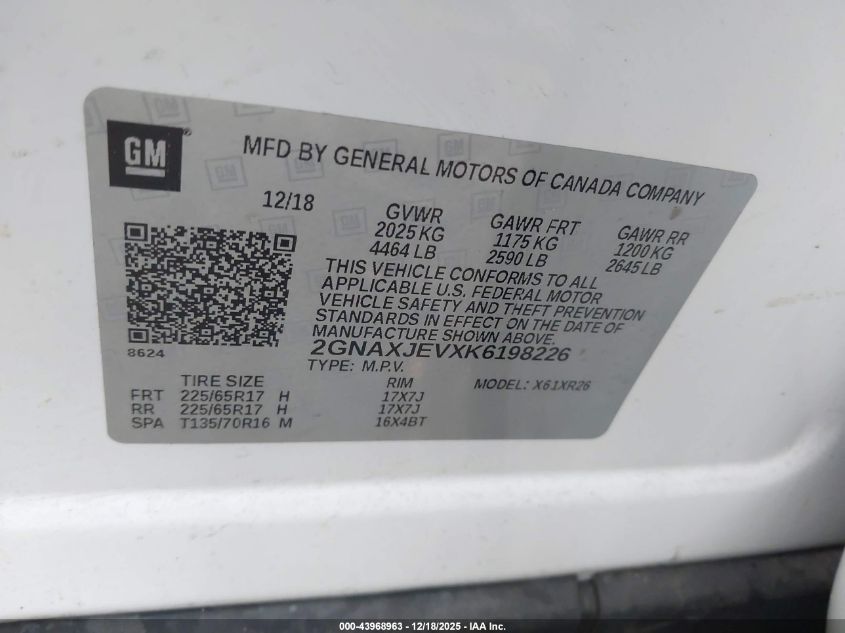 GM
MFD BY GENERAL MOTORS OF CANADA COMPANY
12/18
GVWR GAWR FRT GAWR RR
2025 KG 1175 KG 1200 KG
4464 LB 2590 LB 2645 LB
THIS VEHICLE CONFORMS TO ALL
APPLICABLE U.S. FEDERAL MOTOR
VEHICLE SAFETY AND THEFT PREVENTION
STANDARDS IN EFFECT ON THE DATE OF
MANUFACTURE SHOWN ABOVE.
8624
2GNAXJEVXK6198226
TYPE: M.P.V. MODEL: X61XR26
TIRE SIZE RIM
FRT 225/65R17 H 17X7J
RR 225/65R17 H 17X7J
SPA T135/70R16 M 16X4BT
000-43968963 - 12/18/2025 - IAA Inc.